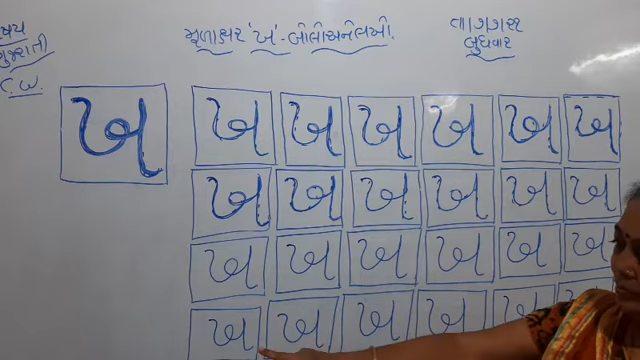 ગુજરાતી
C.W.
મૂળાક્ષર 'ખ' - બોલો અને લખો.
બુધવાર
ખ
ખ ખ ખ ખ ખ ખ
ખ ખ ખ ખ ખ ખ
ખ ખ ખ ખ ખ ખ
ખ ખ ખ ખ ખ